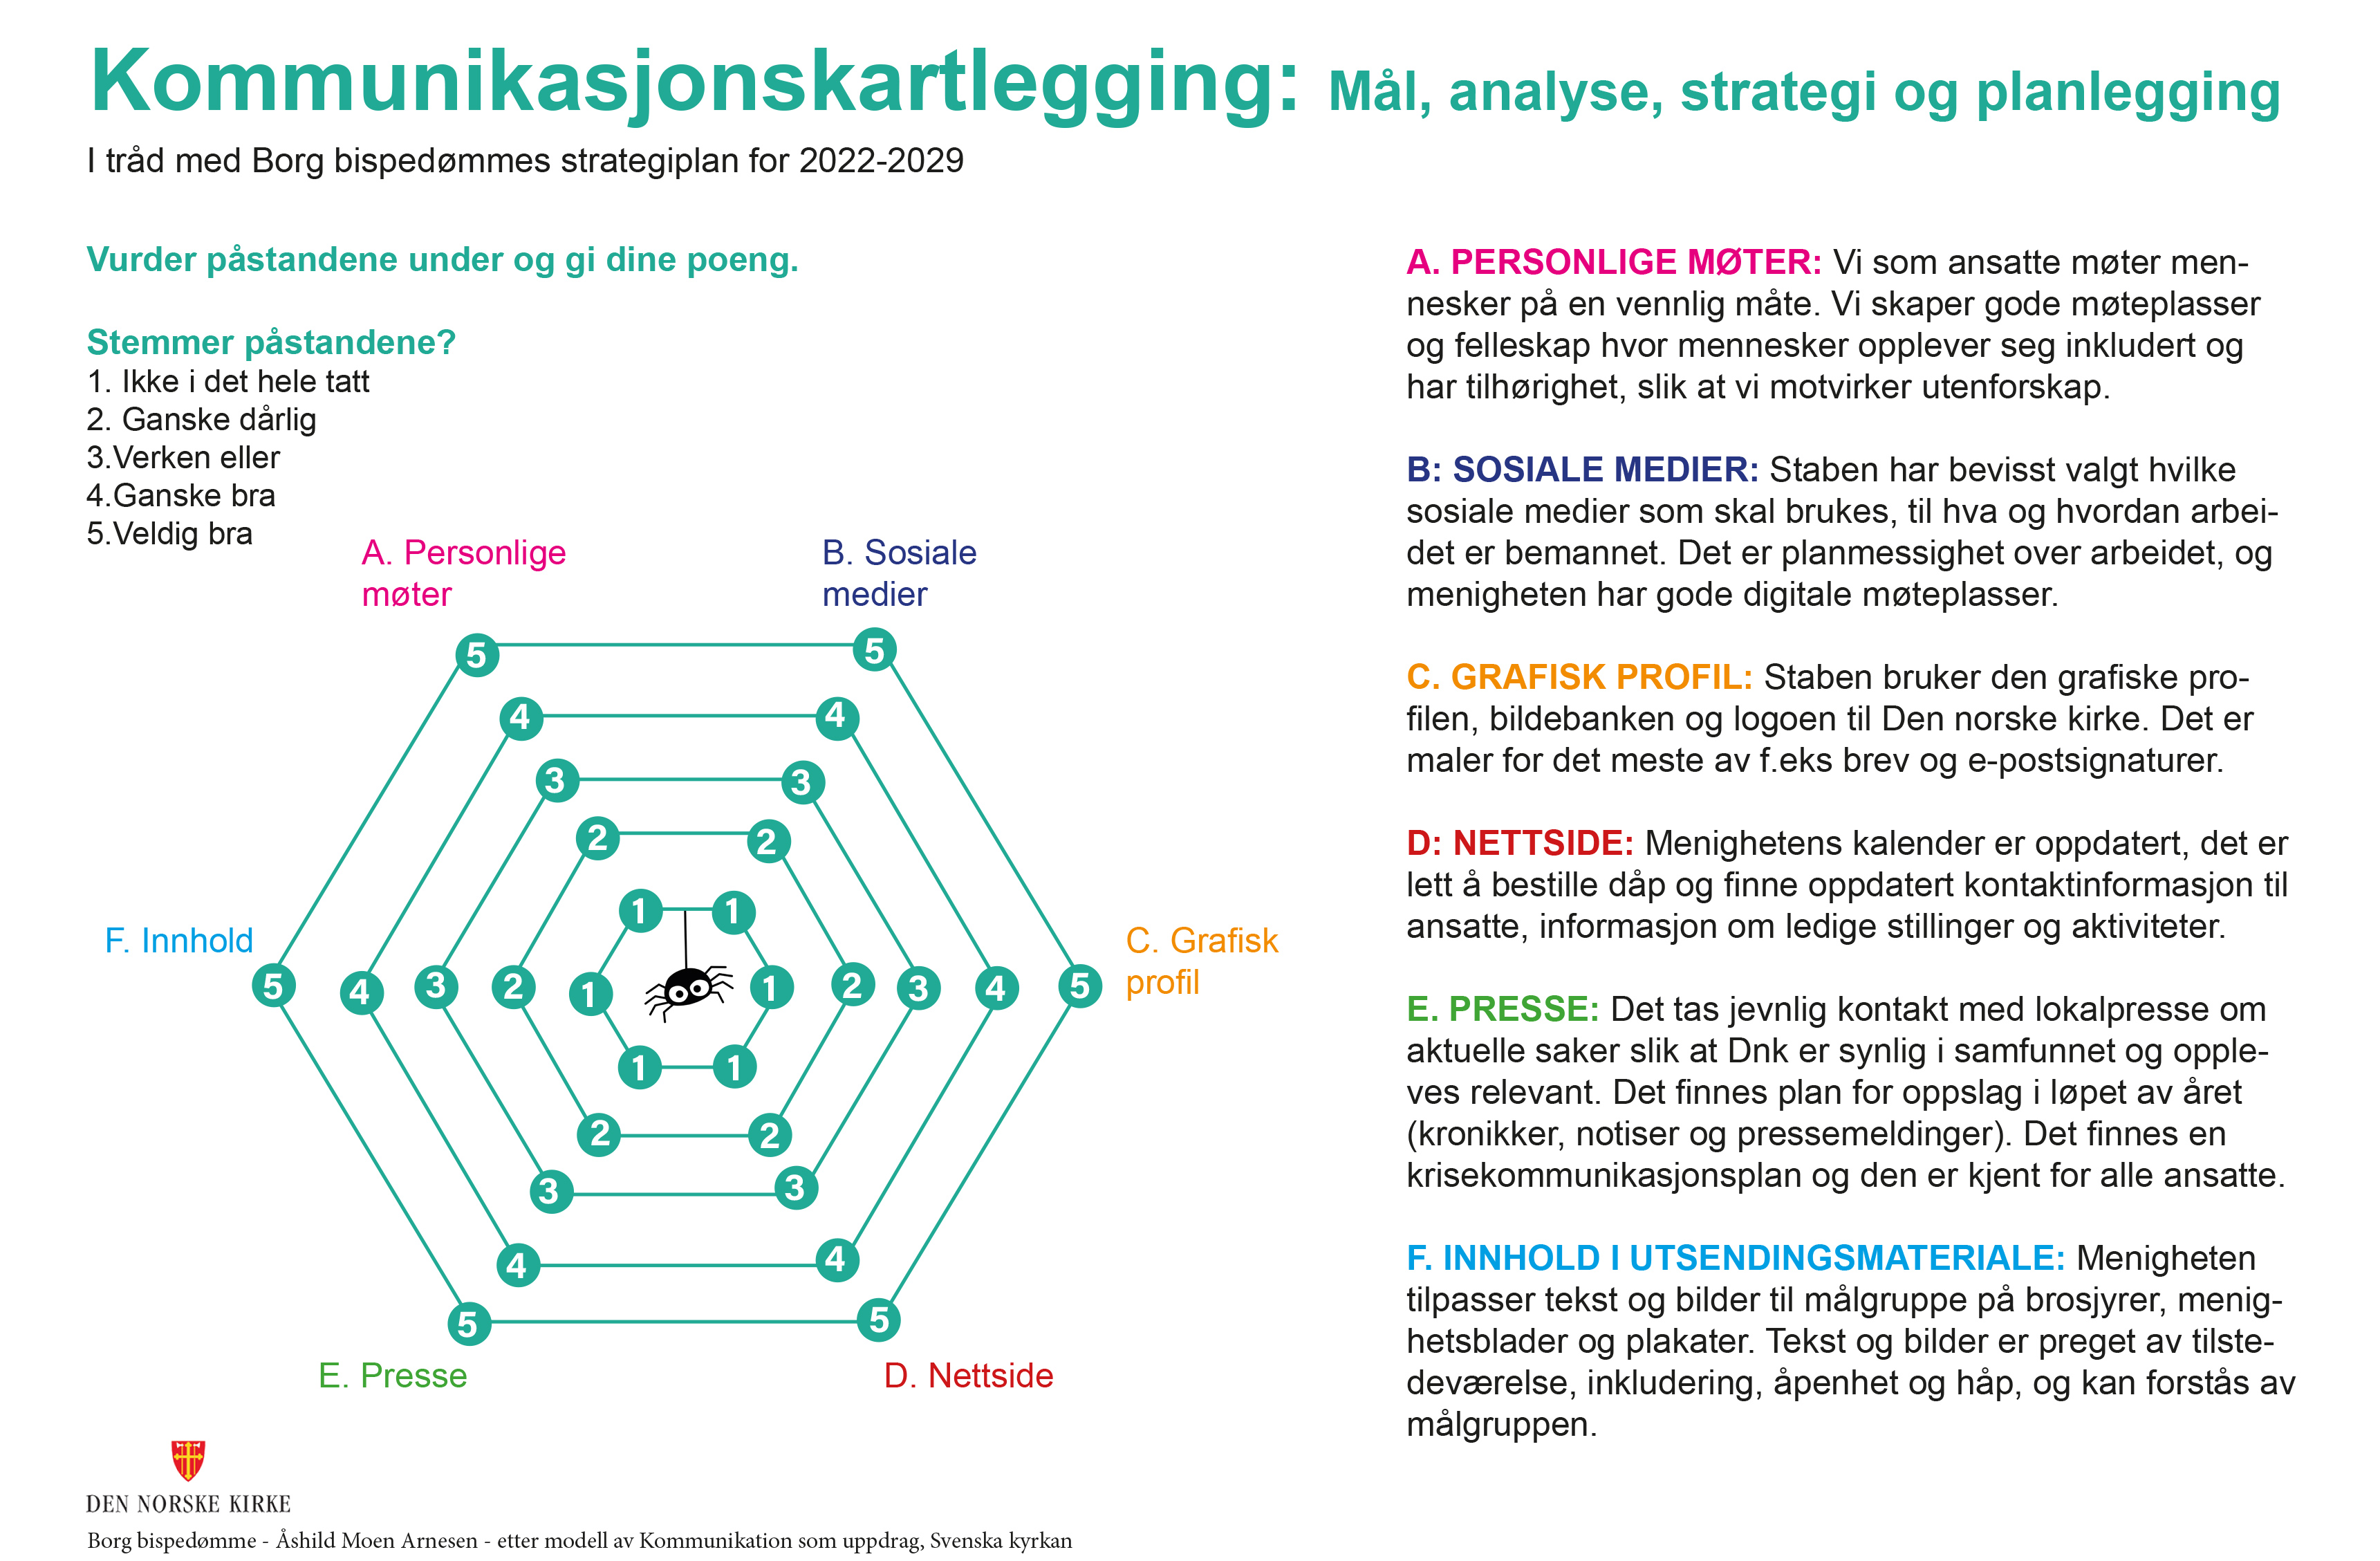 Kommunikasjonskartlegging: Mål, analyse, strategi og planlegging
I tråd med Borg bispedømmes strategiplan for 2022-2029
Vurder påstandene under og gi dine poeng.
Stemmer påstandene?
1. Ikke i det hele tatt
2. Ganske dårlig
3.Verken eller
4.Ganske bra
5.Veldig bra
A. Personlige
møter
B. Sosiale
medier
5 5
4 4
3 3
2 2
1 1
F. Innhold
C. Grafisk
profil
5 4 3 2 1 1 2 3 4 5
1 1
2 2
3 3
4 4
5 5
E. Presse
D. Nettside
A. PERSONLIGE MØTER: Vi som ansatte møter men-
nesker på en vennlig måte. Vi skaper gode møteplasser
og felleskap hvor mennesker opplever seg inkludert og
har tilhørighet, slik at vi motvirker utenforskap.
B: SOSIALE MEDIER: Staben har bevisst valgt hvilke
sosiale medier som skal brukes, til hva og hvordan arbei-
det er bemannet. Det er planmessighet over arbeidet, og
menigheten har gode digitale møteplasser.
C. GRAFISK PROFIL: Staben bruker den grafiske pro-
filen, bildebanken og logoen til Den norske kirke. Det er
maler for det meste av f.eks brev og e-postsignaturer.
D: NETTSIDE: Menighetens kalender er oppdatert, det er
lett å bestille dåp og finne oppdatert kontaktinformasjon til
ansatte, informasjon om ledige stillinger og aktiviteter.
E. PRESSE: Det tas jevnlig kontakt med lokalpresse om
aktuelle saker slik at Dnk er synlig i samfunnet og opple-
ves relevant. Det finnes plan for oppslag i løpet av året
(kronikker, notiser og pressemeldinger). Det finnes en
krisekommunikasjonsplan og den er kjent for alle ansatte.
F. INNHOLD I UTSENDINGSMATERIALE: Menigheten
tilpasser tekst og bilder til målgruppe på brosjyrer, menig-
hetsblader og plakater. Tekst og bilder er preget av tilste-
deværelse, inkludering, åpenhet og håp, og kan forstås av
målgruppen.
DEN NORSKE KIRKE
Borg bispedømme - Åshild Moen Arnesen - etter modell av Kommunikation som uppdrag, Svenska kyrkan